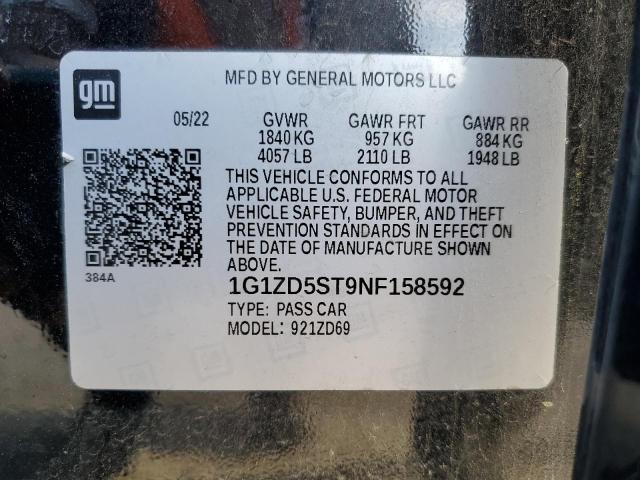 gm
MFD BY GENERAL MOTORS LLC
05/22 GVWR GAWR FRT GAWR RR
1840 KG 957 KG 884 KG
4057 LB 2110 LB 1948 LB
THIS VEHICLE CONFORMS TO ALL
APPLICABLE U.S. FEDERAL MOTOR
VEHICLE SAFETY, BUMPER, AND THEFT
PREVENTION STANDARDS IN EFFECT ON
THE DATE OF MANUFACTURE SHOWN
ABOVE.
384A
1G1ZD5ST9NF158592
TYPE: PASS CAR
MODEL: 921ZD69